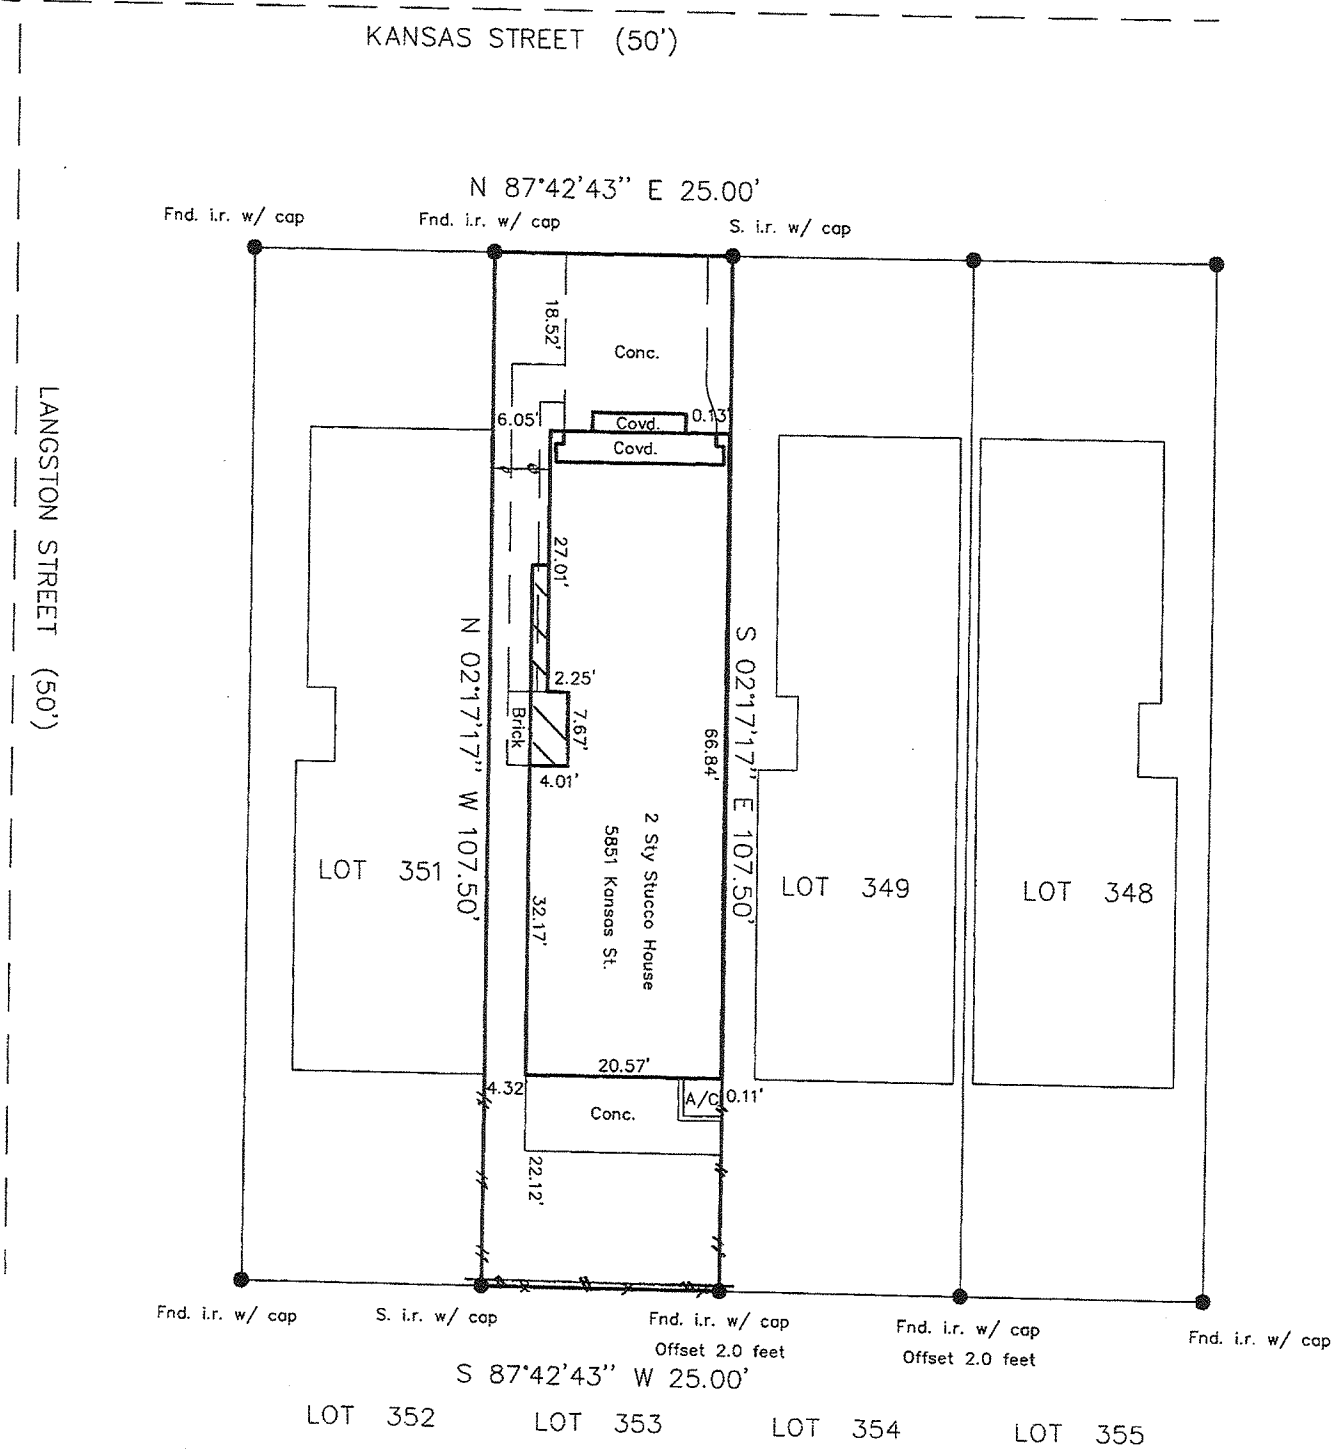 KANSAS STREET (50')
N 87°42'43" E 25.00'
Fnd. i.r. w/ cap
Fnd. i.r. w/ cap
S. i.r. w/ cap
18.52'
Conc.
6.05'
Covd.
0.13'
Covd.
LANGSTON STREET (50')
27.01'
N 02°17'17" W 107.50'
S 02°17'17" E 107.50'
2.25'
Brick
7.67'
66.84'
4.01'
2 Sty Stucco House
5851 Kansas St.
LOT 351
LOT 349
LOT 348
32.17'
20.57'
4.32
A/C
0.11'
Conc.
22.12'
Fnd. i.r. w/ cap
S. i.r. w/ cap
Fnd. i.r. w/ cap
Offset 2.0 feet
Fnd. i.r. w/ cap
Offset 2.0 feet
Fnd. i.r. w/ cap
S 87°42'43" W 25.00'
LOT 352
LOT 353
LOT 354
LOT 355